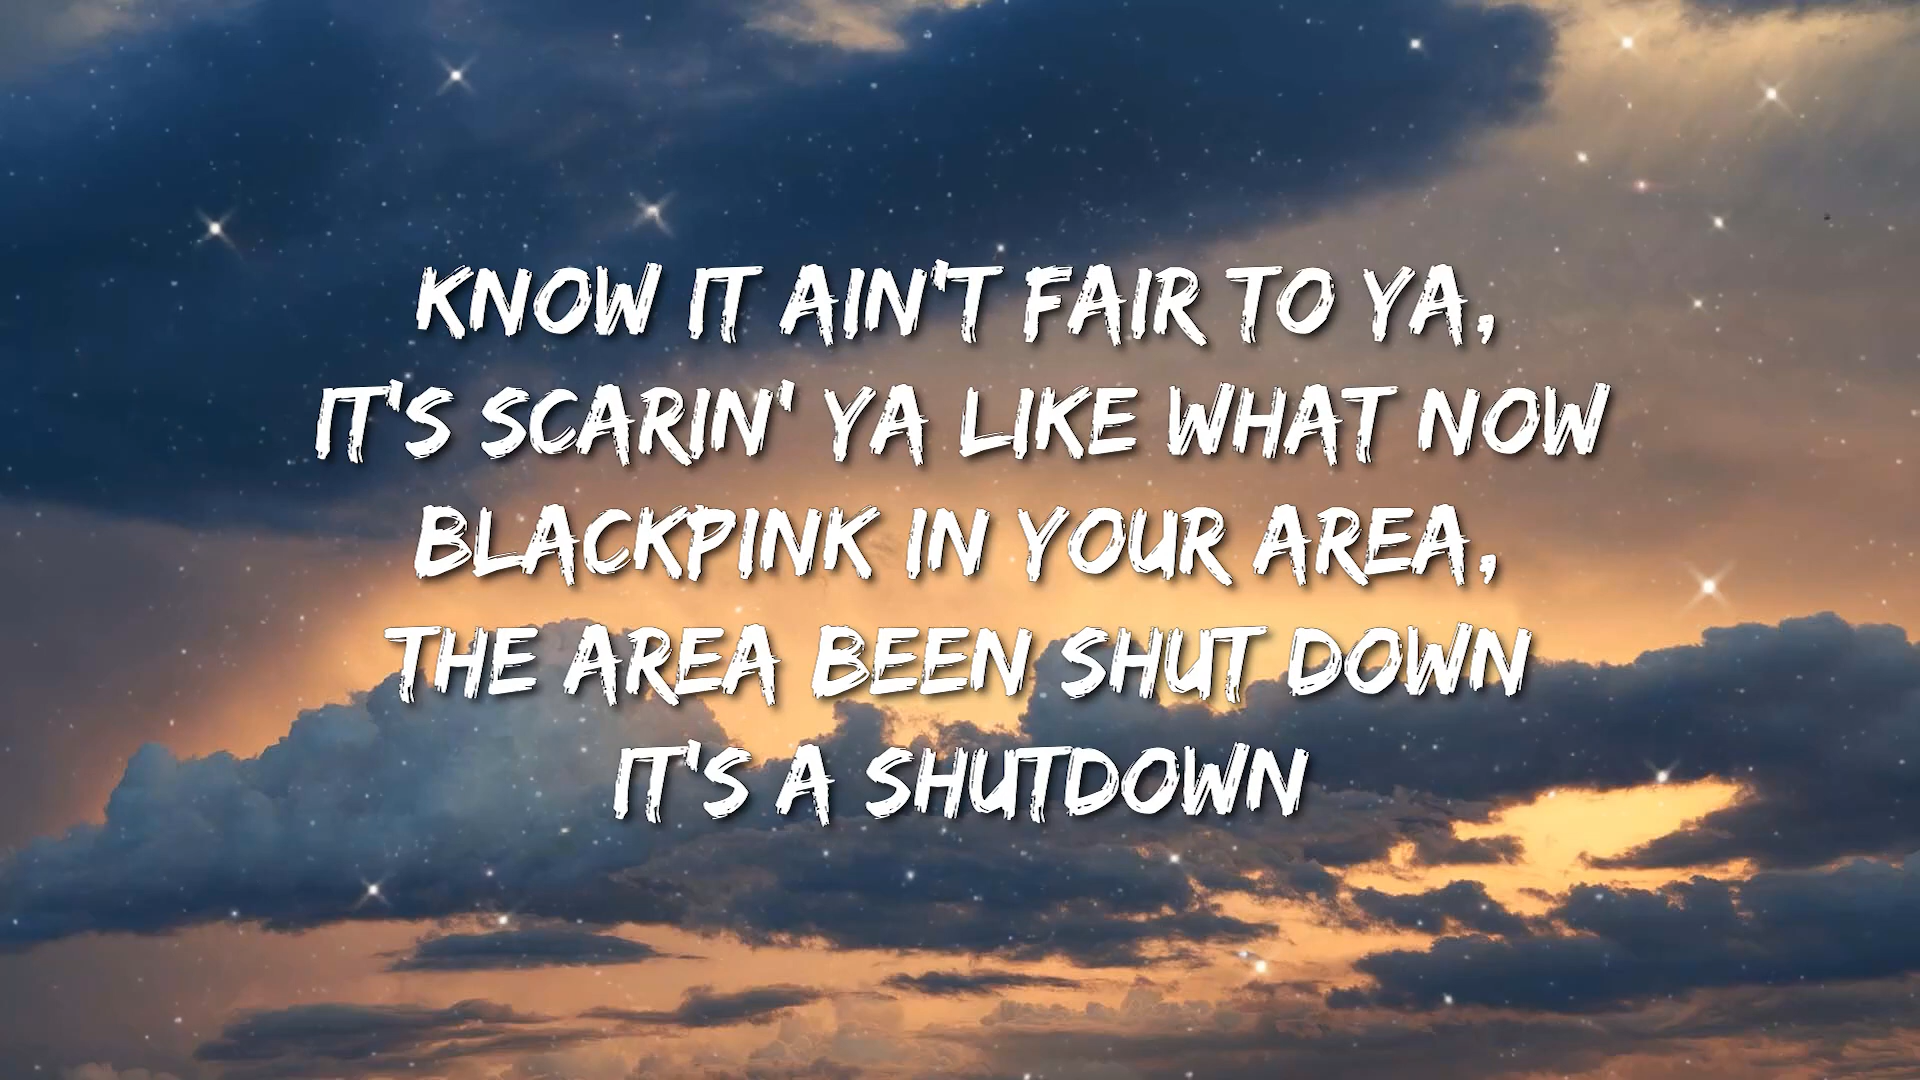 KNOW IT AIN'T FAIR TO YA,
IT'S SCARIN' YA LIKE WHAT NOW
BLACKPINK IN YOUR AREA,
THE AREA BEEN SHUT DOWN
IT'S A SHUTDOWN